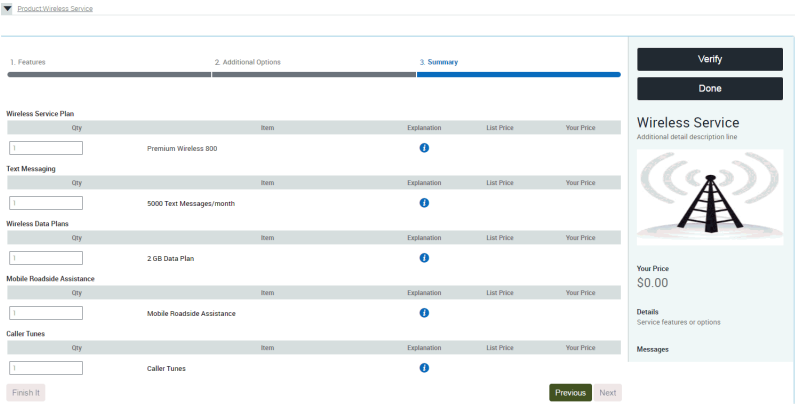 Product Wireless Service
1. Features
2. Additional Options
3. Summary
Wireless Service Plan
Qty Item Explanation List Price Your Price
1 Premium Wireless 800 i
Text Messaging
Qty Item Explanation List Price Your Price
1 5000 Text Messages/month i
Wireless Data Plans
Qty Item Explanation List Price Your Price
1 2 GB Data Plan i
Mobile Roadside Assistance
Qty Item Explanation List Price Your Price
1 Mobile Roadside Assistance i
Caller Tunes
Qty Item Explanation List Price Your Price
1 Caller Tunes i
Finish It Previous Next
Verify
Done
Wireless Service
Additional detail description line
Your Price
$0.00
Details
Service features or options
Messages